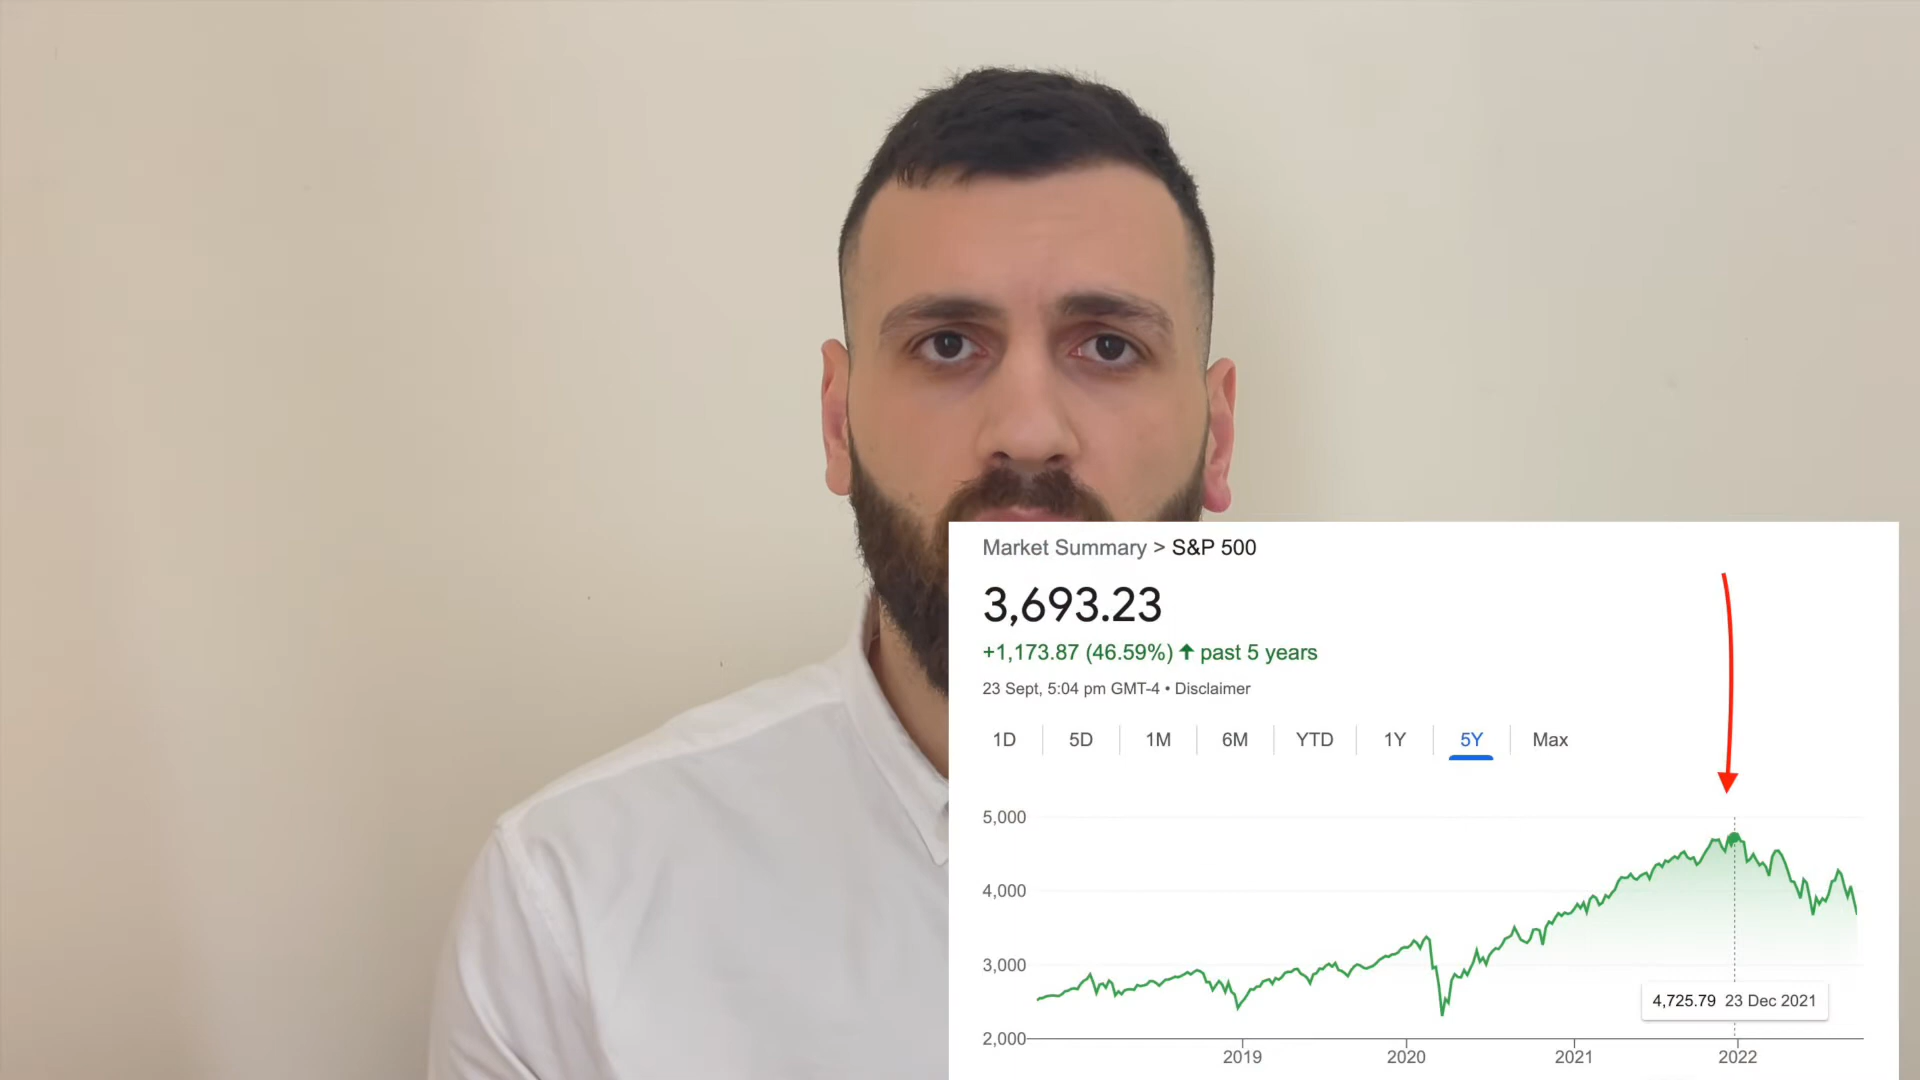 Market Summary > S&P 500
3,693.23
+1,173.87 (46.59%) ↑ past 5 years
23 Sept, 5:04 pm GMT-4 • Disclaimer
1D 5D 1M 6M YTD 1Y 5Y Max
5,000
4,000
3,000
2,000
4,725.79 23 Dec 2021
2019 2020 2021 2022